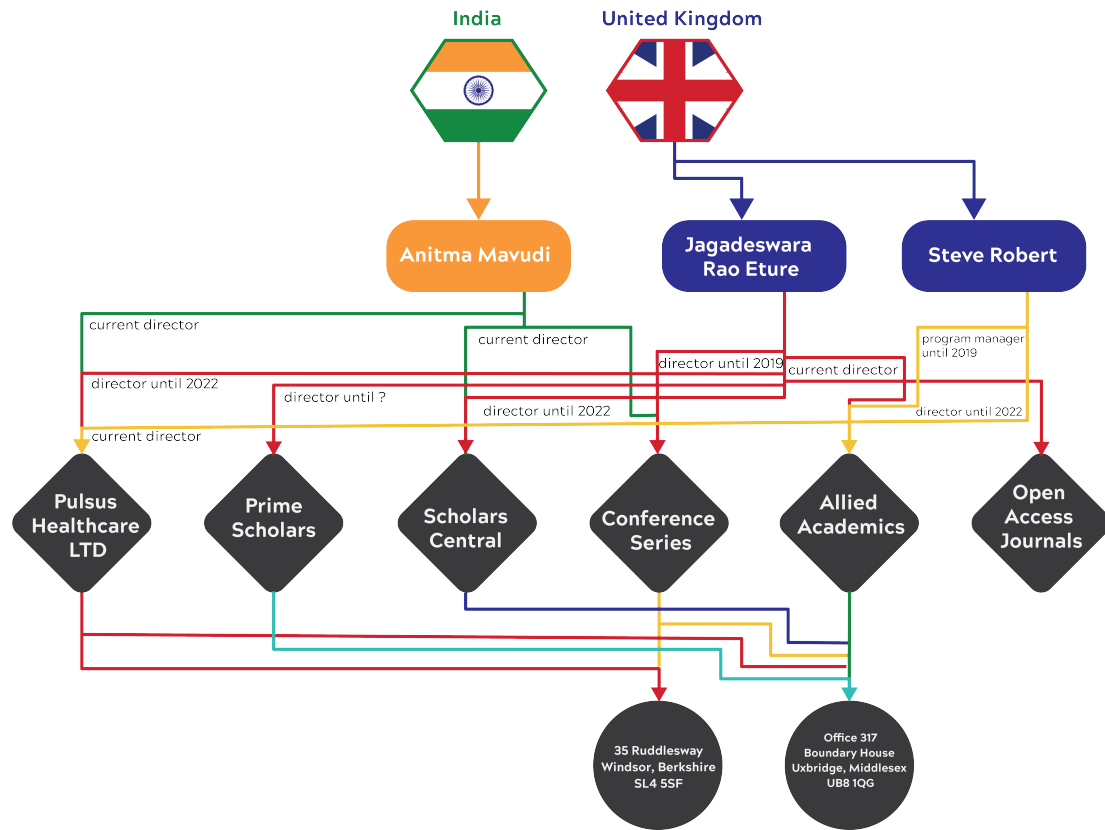 India
United Kingdom
Anitma Mavudi
Jagadeswara
Rao Eture
Steve Robert
current director
current director
program manager
until 2019
director until 2019
current director
director until 2022
director until ?
director until 2022
director until 2022
current director
Pulsus
Healthcare
LTD
Prime
Scholars
Scholars
Central
Conference
Series
Allied
Academics
Open
Access
Journals
35 Ruddlesway
Windsor, Berkshire
SL4 5SF
Office 317
Boundary House
Uxbridge, Middlesex
UB8 1QG